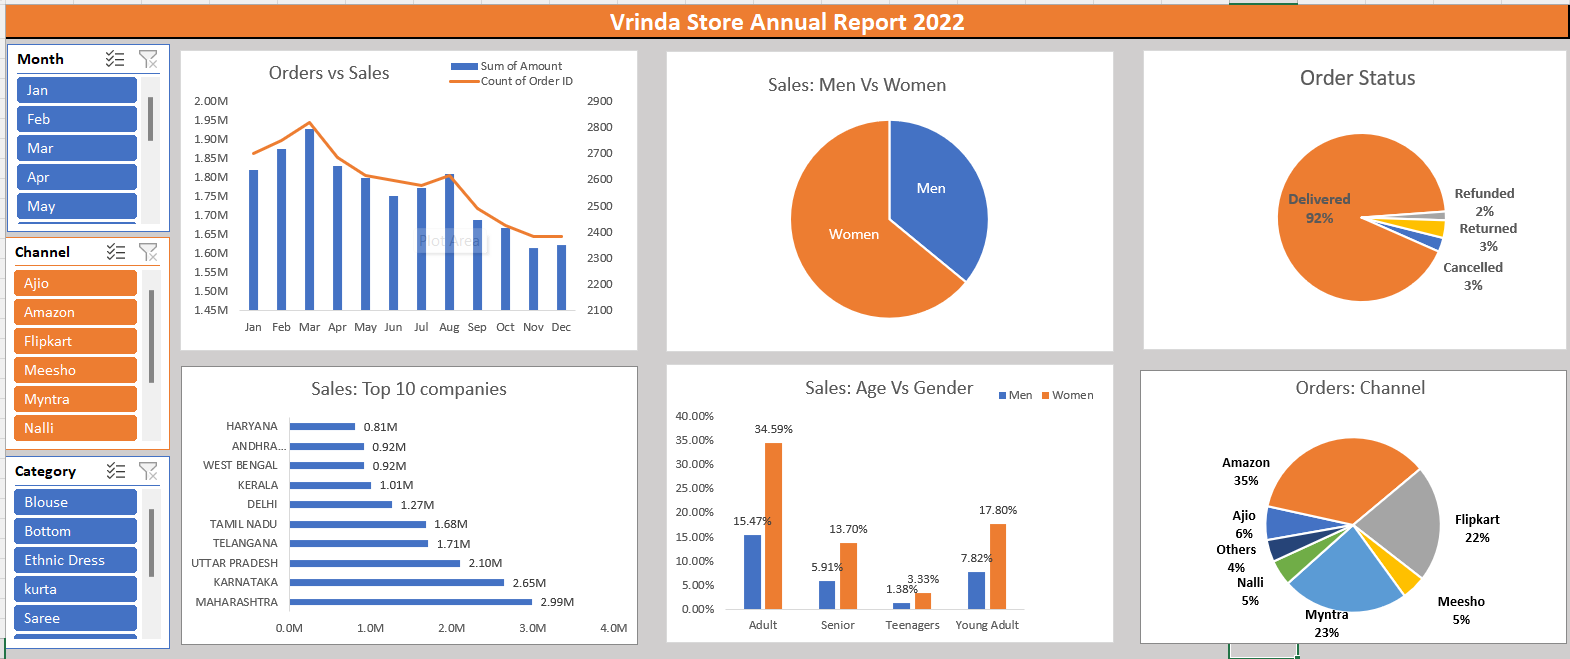 Vrinda Store Annual Report 2022
Month
Jan
Feb
Mar
Apr
May
Channel
Ajio
Amazon
Flipkart
Meesho
Myntra
Nalli
Category
Blouse
Bottom
Ethnic Dress
kurta
Saree
Orders vs Sales
Sum of Amount
Count of Order ID
2.00M
1.95M
1.90M
1.85M
1.80M
1.75M
1.70M
1.65M
1.60M
1.55M
1.50M
1.45M
2900
2800
2700
2600
2500
2400
2300
2200
2100
Plot Area
Jan Feb Mar Apr May Jun Jul Aug Sep Oct Nov Dec
Sales: Men Vs Women
Men
Women
Order Status
Delivered
92%
Refunded
2%
Returned
3%
Cancelled
3%
Sales: Top 10 companies
HARYANA 0.81M
ANDHRA... 0.92M
WEST BENGAL 0.92M
KERALA 1.01M
DELHI 1.27M
TAMIL NADU 1.68M
TELANGANA 1.71M
UTTAR PRADESH 2.10M
KARNATAKA 2.65M
MAHARASHTRA 2.99M
0.0M 1.0M 2.0M 3.0M 4.0M
Sales: Age Vs Gender
Men Women
40.00%
35.00%
30.00%
25.00%
20.00%
15.00%
10.00%
5.00%
0.00%
15.47% 34.59%
5.91% 13.70%
1.38% 3.33%
7.82% 17.80%
Adult Senior Teenagers Young Adult
Orders: Channel
Amazon
35%
Flipkart
22%
Meesho
5%
Myntra
23%
Nalli
5%
Others
4%
Ajio
6%